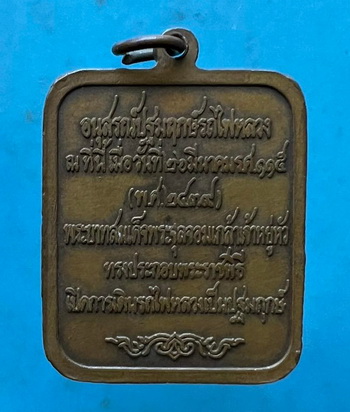 อนุสรณ์ปฐมฤกษ์รถไฟหลวง
ณ ที่นี้ เมื่อวันที่ ๒๖ มีนาคม ร.ศ. ๑๑๕
(พ.ศ. ๒๔๓๙)
พระบาทสมเด็จพระจุลจอมเกล้าเจ้าอยู่หัว
ทรงประกอบพระราชพิธี
เปิดการเดินรถไฟหลวงเป็นปฐมฤกษ์